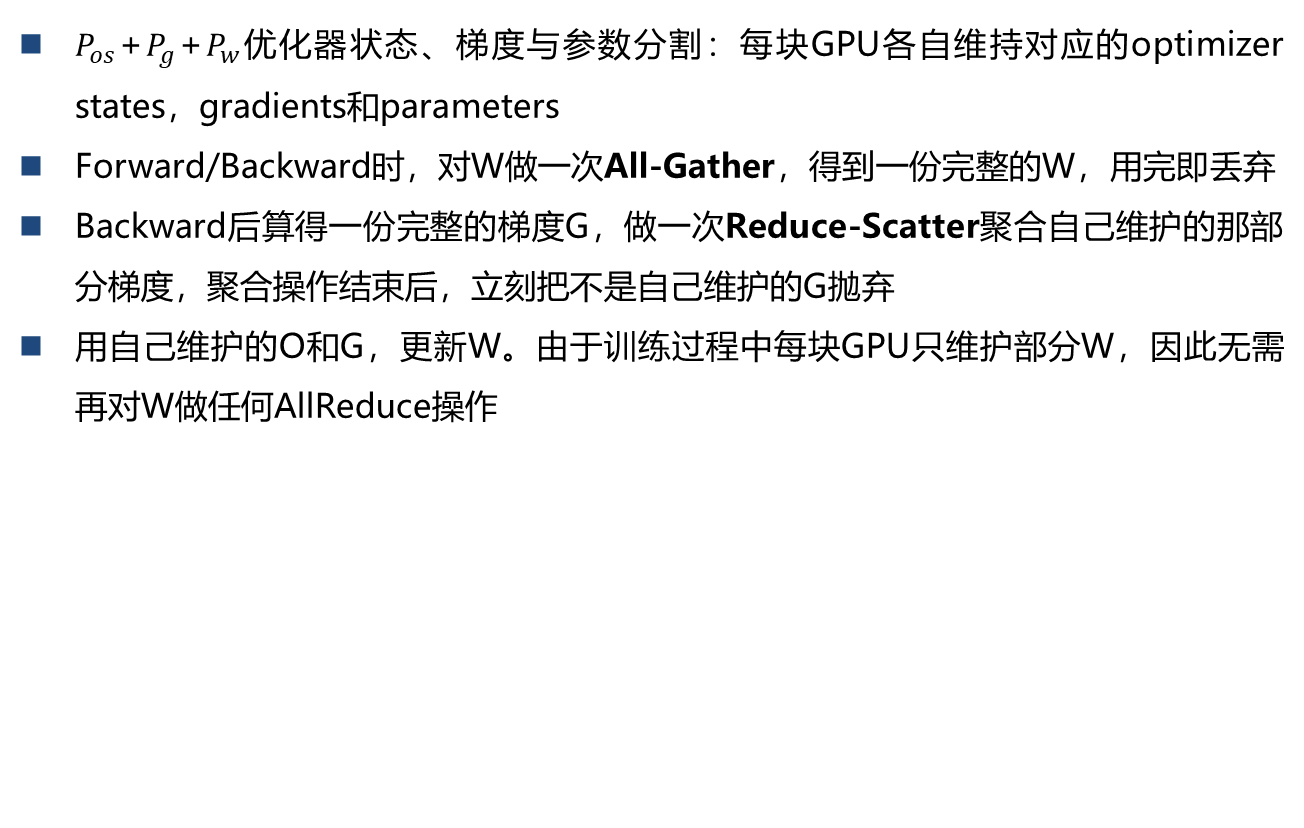 P_os + P_g + P_w优化器状态、梯度与参数分割：每块GPU各自维持对应的optimizer
states，gradients和parameters
Forward/Backward时，对W做一次All-Gather，得到一份完整的W，用完即丢弃
Backward后算得一份完整的梯度G，做一次Reduce-Scatter聚合自己维护的那部
分梯度，聚合操作结束后，立刻把不是自己维护的G抛弃
用自己维护的O和G，更新W。由于训练过程中每块GPU只维护部分W，因此无需
再对W做任何AllReduce操作